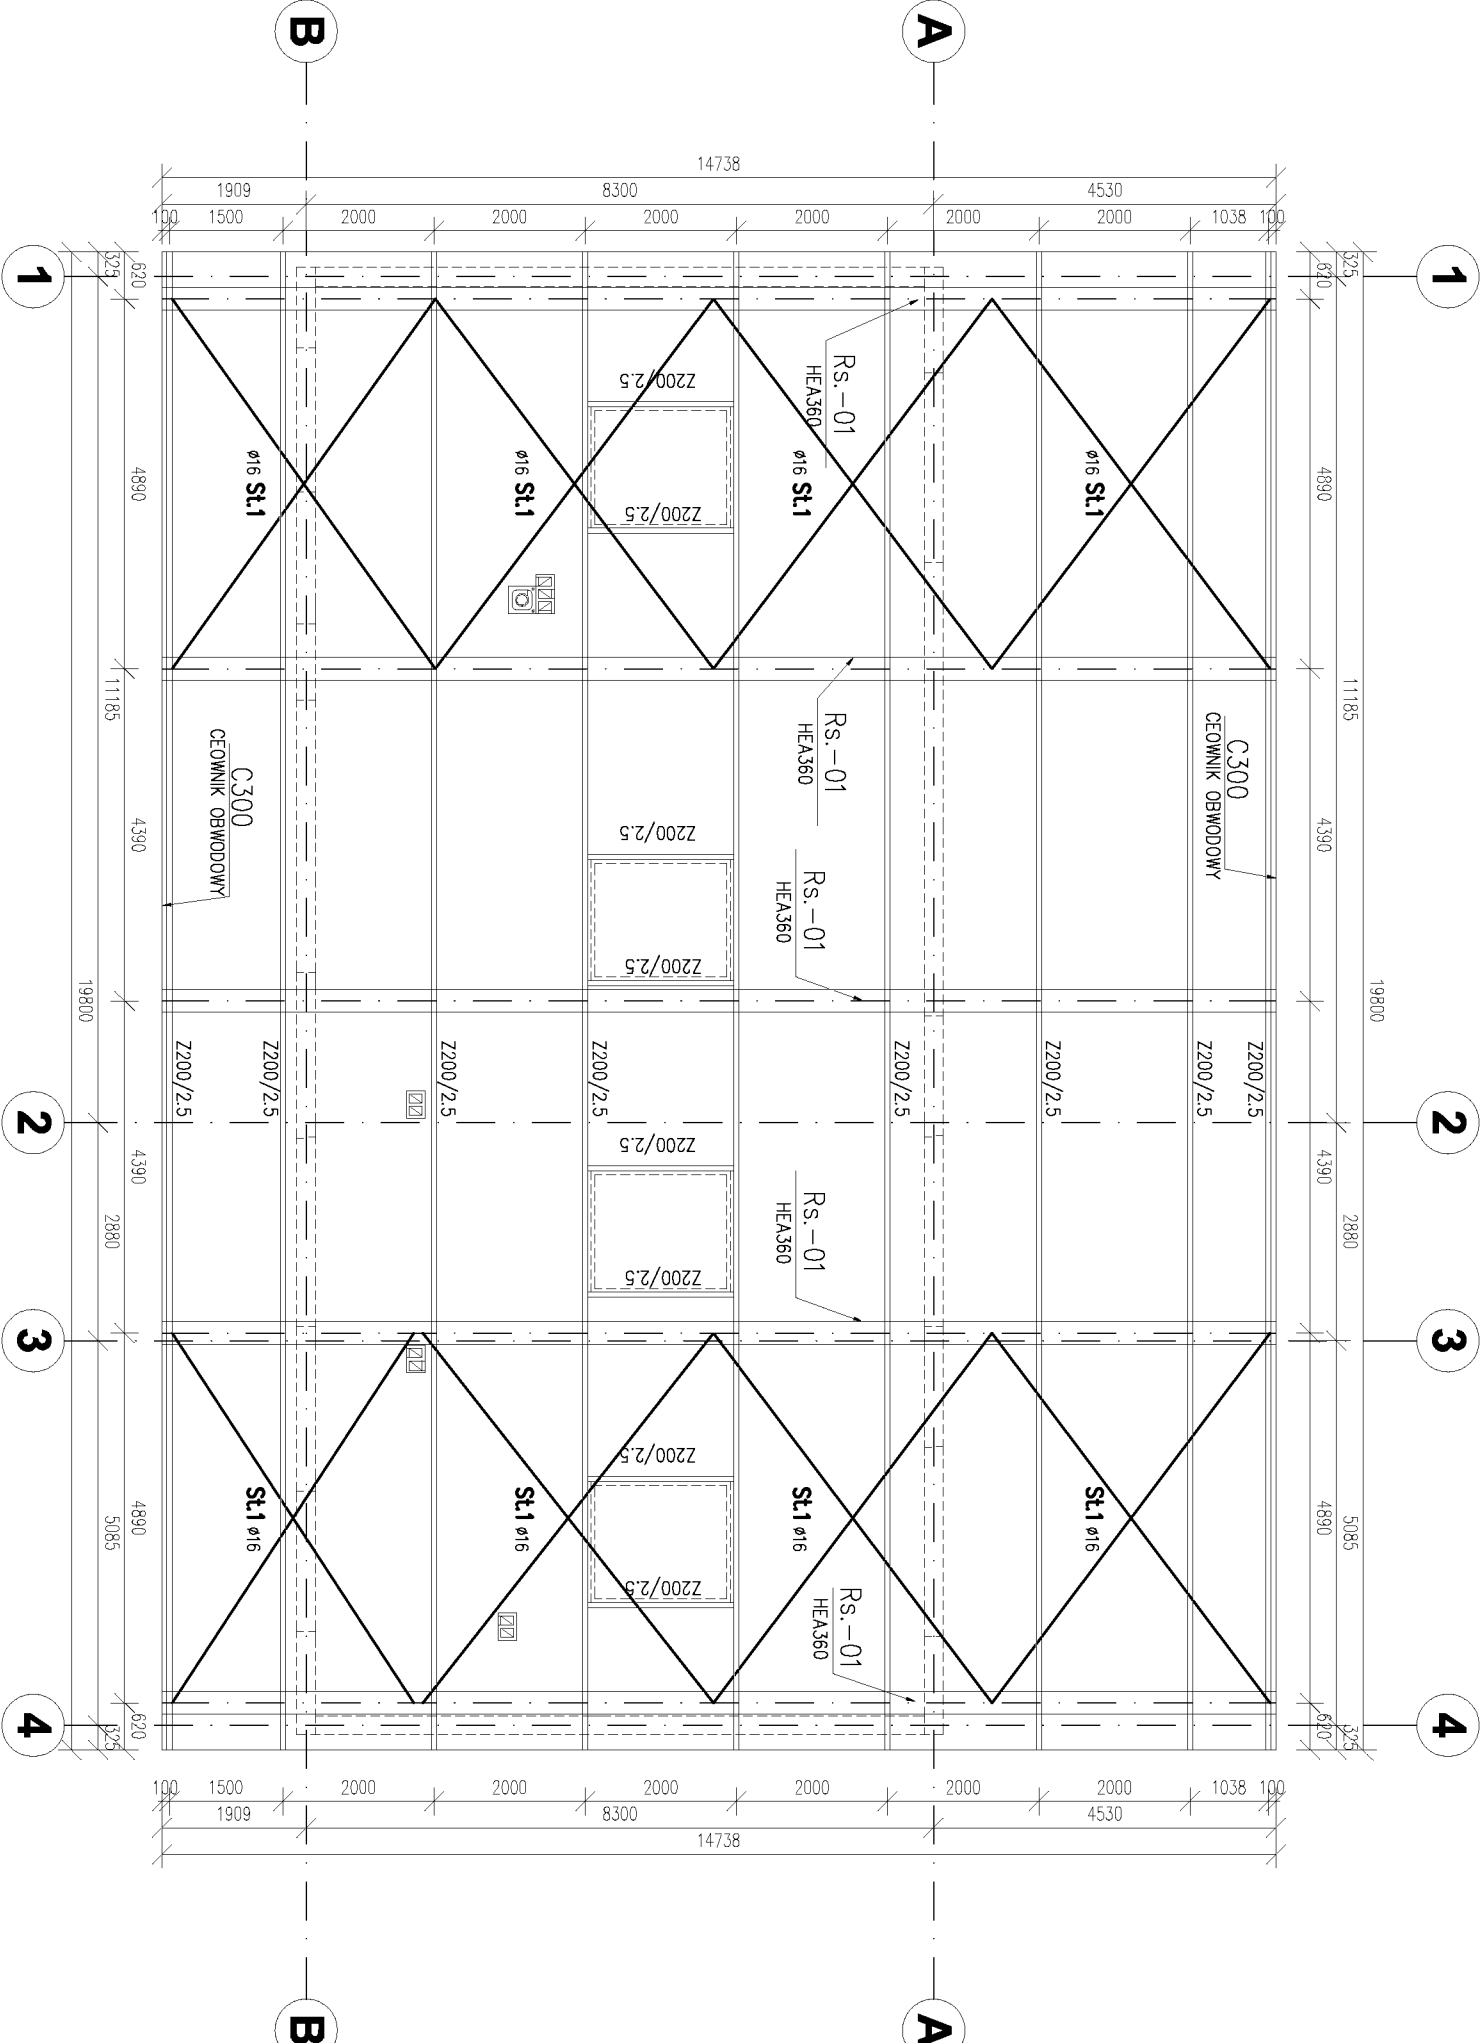 B
A
14738
1909
8300
4530
100
1500
2000
2000
2000
2000
2000
2000
1038
100
1
325
620
620
325
1
Rs.-01
HEA360
Z200/2.5
ø16 St.1
ø16 St.1
ø16 St.1
ø16 St.1
4890
4890
Z200/2.5
11185
11185
Rs.-01
HEA360
C300
CEOWNIK OBWODOWY
C300
CEOWNIK OBWODOWY
4390
4390
Z200/2.5
Rs.-01
HEA360
Z200/2.5
19800
19800
Z200/2.5
Z200/2.5
Z200/2.5
Z200/2.5
Z200/2.5
Z200/2.5
Z200/2.5
Z200/2.5
2
2
Z200/2.5
4390
4390
2880
2880
Rs.-01
HEA360
Z200/2.5
3
3
Z200/2.5
St.1 ø16
St.1 ø16
St.1 ø16
St.1 ø16
4890
4890
5085
5085
Z200/2.5
Rs.-01
HEA360
4
325
620
620
325
4
100
1500
2000
2000
2000
2000
2000
2000
1038
100
1909
8300
4530
14738
B
A